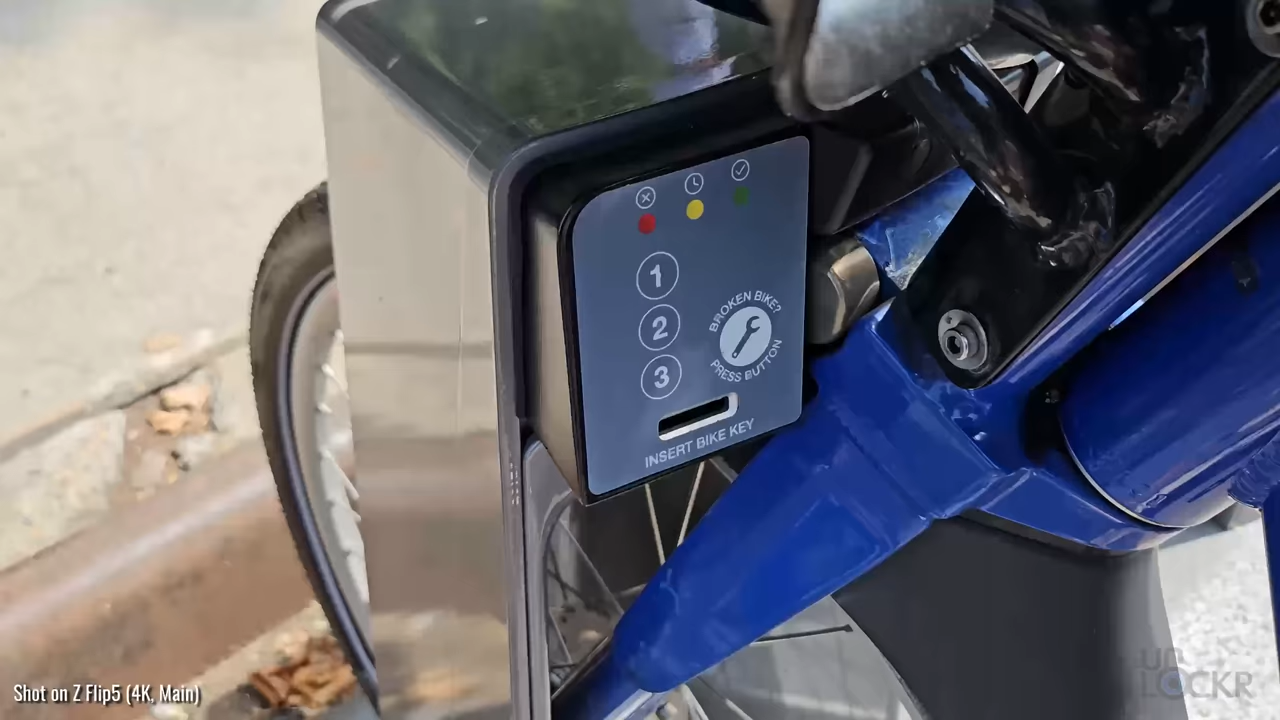 1
2
3
BROKEN BIKE?
PRESS BUTTON
INSERT BIKE KEY
Shot on Z Flip5 (4K, Main)
UNLOCKR